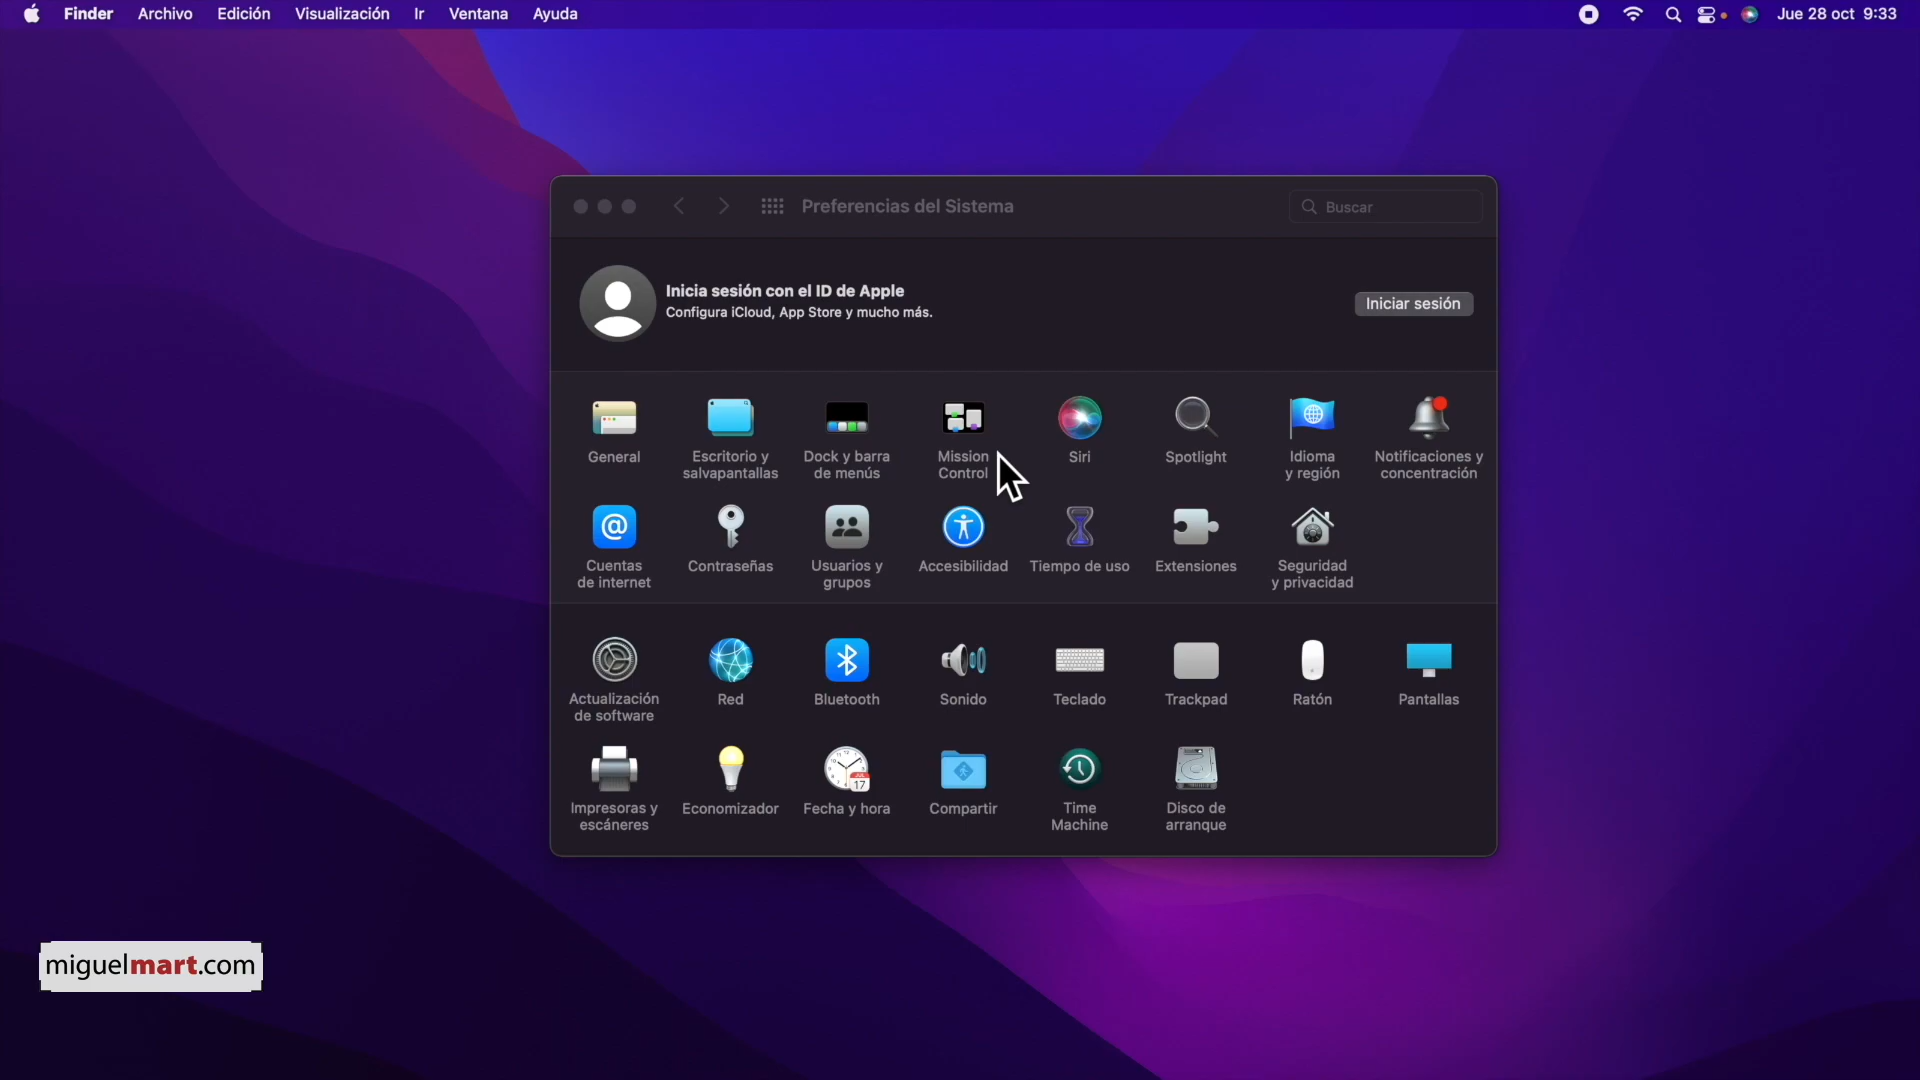 Finder Archivo Edición Visualización Ir Ventana Ayuda Jue 28 oct 9:33
Preferencias del Sistema Buscar
Inicia sesión con el ID de Apple
Configura iCloud, App Store y mucho más.
Iniciar sesión
General
Escritorio y
salvapantallas
Dock y barra
de menús
Mission
Control
Siri
Spotlight
Idioma
y región
Notificaciones y
concentración
@
Cuentas
de internet
Contraseñas
Usuarios y
grupos
Accesibilidad
Tiempo de uso
Extensiones
Seguridad
y privacidad
Actualización
de software
Red
Bluetooth
Sonido
Teclado
Trackpad
Ratón
Pantallas
Impresoras y
escáneres
Economizador
JUL
17
Fecha y hora
Compartir
Time
Machine
Disco de
arranque
miguelmart.com